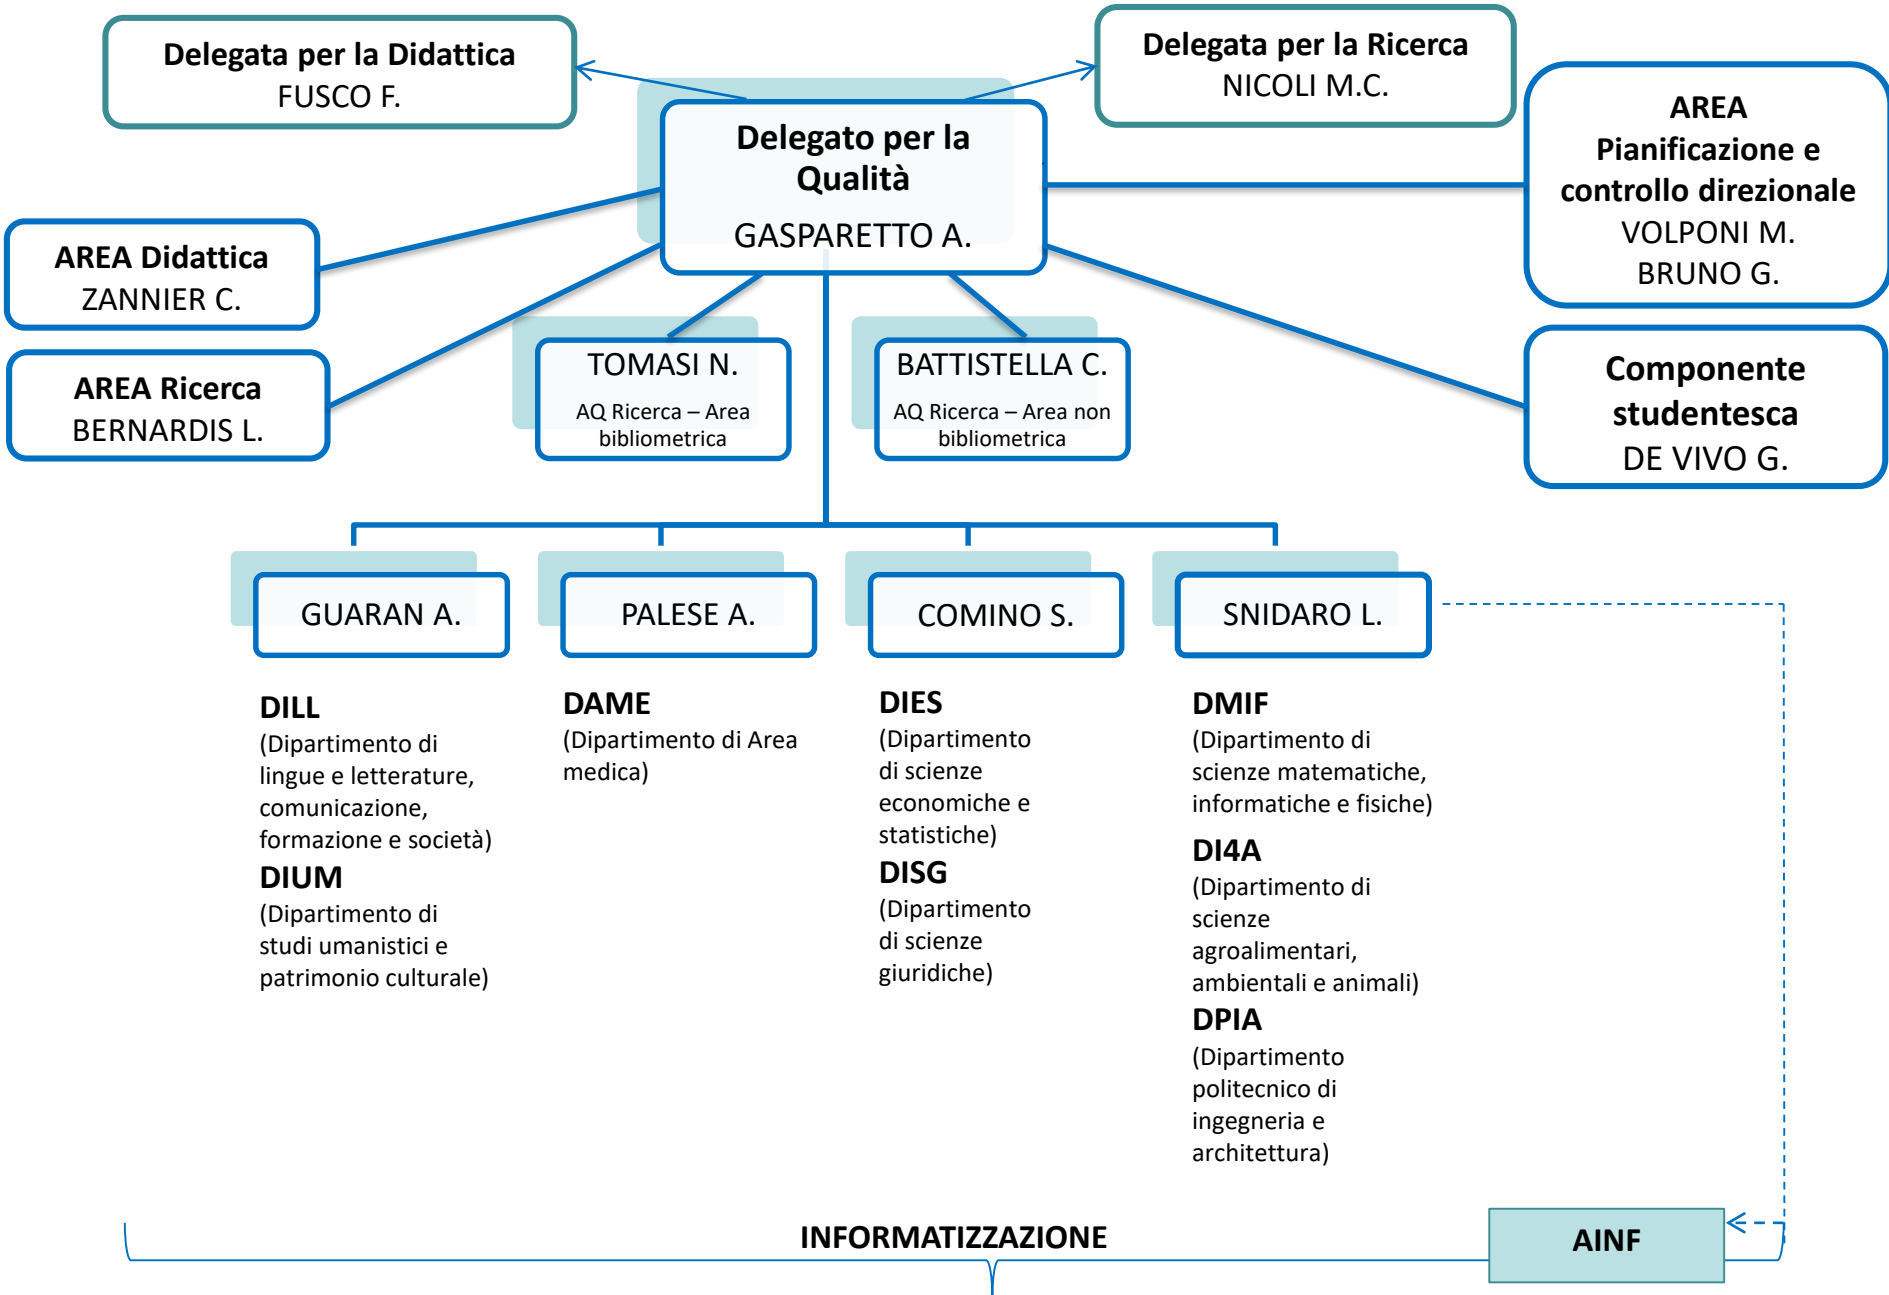 Delegata per la Didattica
FUSCO F.
Delegata per la Ricerca
NICOLI M.C.
Delegato per la
Qualità
GASPARETTO A.
AREA
Pianificazione e
controllo direzionale
VOLPONI M.
BRUNO G.
AREA Didattica
ZANNIER C.
AREA Ricerca
BERNARDIS L.
TOMASI N.
AQ Ricerca – Area
bibliometrica
BATTISTELLA C.
AQ Ricerca – Area non
bibliometrica
Componente
studentesca
DE VIVO G.
GUARAN A.
PALESE A.
COMINO S.
SNIDARO L.
DILL
(Dipartimento di
lingue e letterature,
comunicazione,
formazione e società)
DIUM
(Dipartimento di
studi umanistici e
patrimonio culturale)
DAME
(Dipartimento di Area
medica)
DIES
(Dipartimento
di scienze
economiche e
statistiche)
DISG
(Dipartimento
di scienze
giuridiche)
DMIF
(Dipartimento di
scienze matematiche,
informatiche e fisiche)
DI4A
(Dipartimento di
scienze
agroalimentari,
ambientali e animali)
DPIA
(Dipartimento
politecnico di
ingegneria e
architettura)
INFORMATIZZAZIONE
AINF